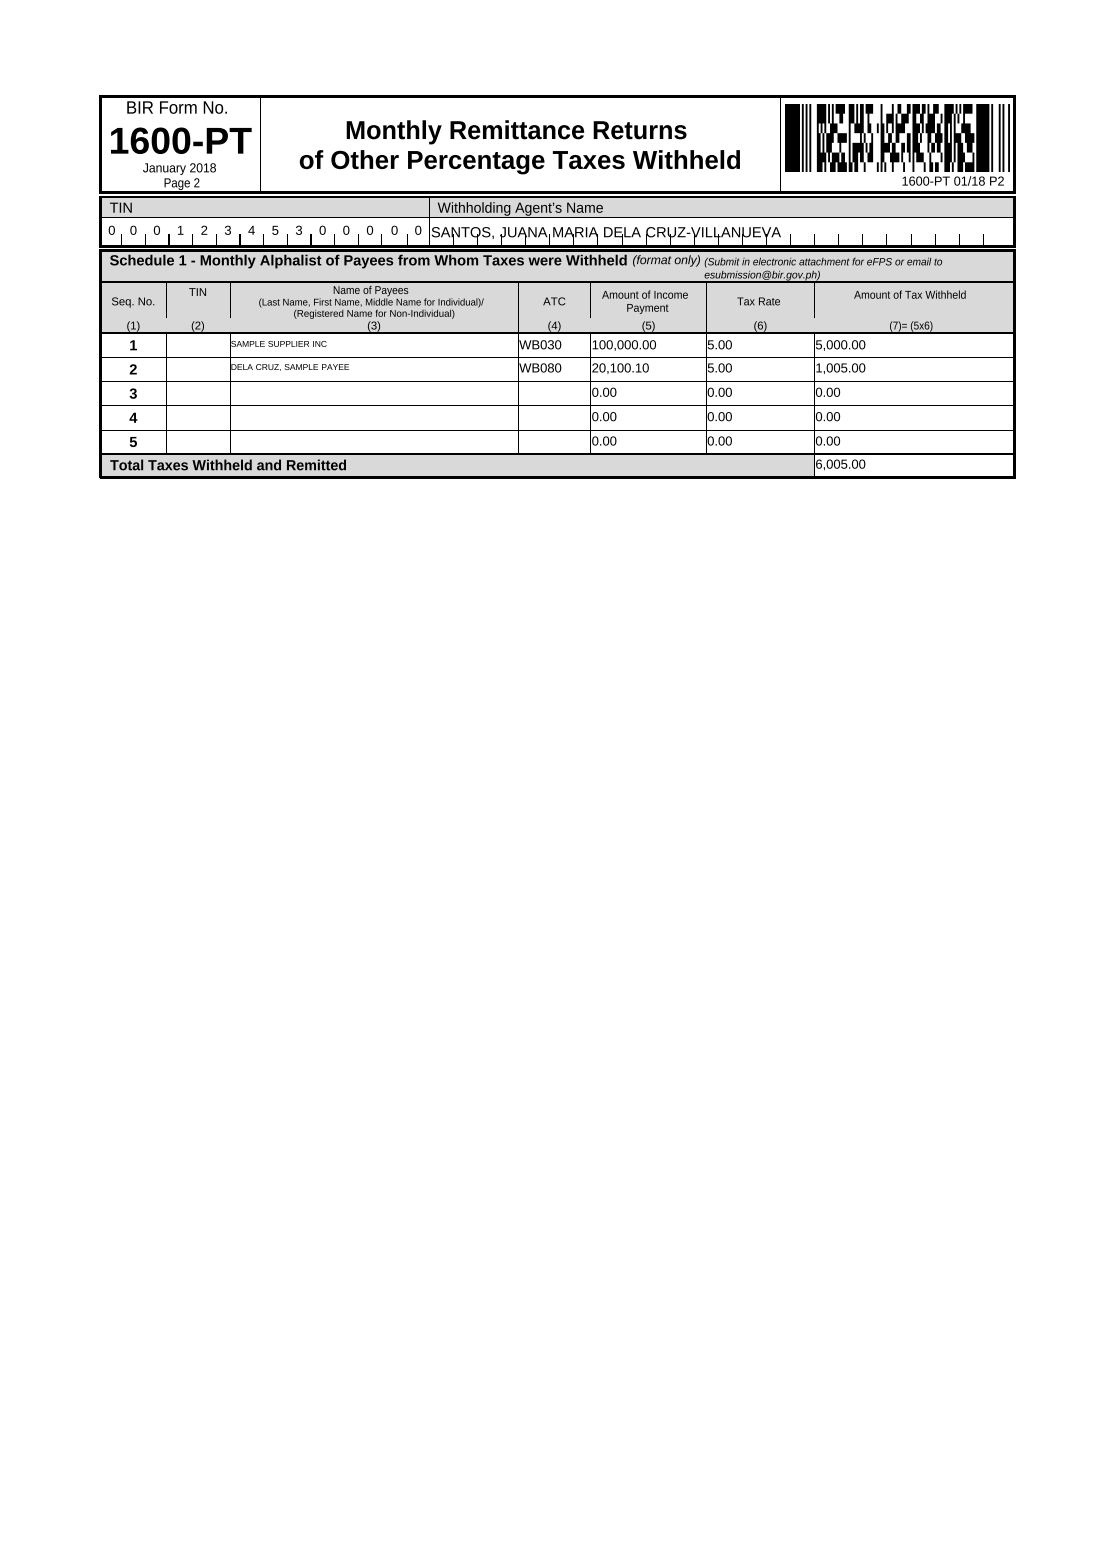 BIR Form No.
1600-PT
January 2018
Page 2
Monthly Remittance Returns
of Other Percentage Taxes Withheld
1600-PT 01/18 P2
TIN
Withholding Agent's Name
0 0 0 1 2 3 4 5 3 0 0 0 0 0
SANTOS, JUANA MARIA DELA CRUZ-VILLANUEVA
Schedule 1 - Monthly Alphalist of Payees from Whom Taxes were Withheld (format only) (Submit in electronic attachment for eFPS or email to
esubmission@bir.gov.ph)
Seq. No.
(1)
TIN
(2)
Name of Payees
(Last Name, First Name, Middle Name for Individual)/
(Registered Name for Non-Individual)
(3)
ATC
(4)
Amount of Income
Payment
(5)
Tax Rate
(6)
Amount of Tax Withheld
(7)= (5x6)
1 SAMPLE SUPPLIER INC WB030 100,000.00 5.00 5,000.00
2 DELA CRUZ, SAMPLE PAYEE WB080 20,100.10 5.00 1,005.00
3 0.00 0.00 0.00
4 0.00 0.00 0.00
5 0.00 0.00 0.00
Total Taxes Withheld and Remitted 6,005.00